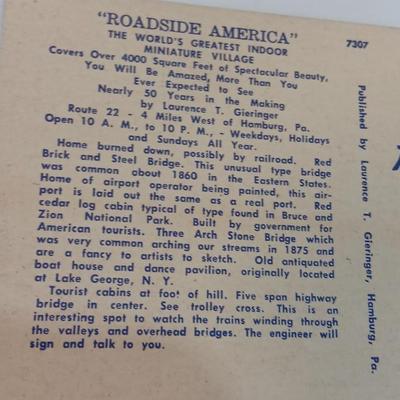 "ROADSIDE AMERICA"
7307
THE WORLD'S GREATEST INDOOR
MINIATURE VILLAGE
Covers Over 4000 Square Feet of Spectacular Beauty,
You Will Be Amazed, More Than You
Ever Expected to See
Nearly 50 Years in the Making
by Laurence T. Gieringer
Route 22 - 4 Miles West of Hamburg, Pa.
Open 10 A. M., to 10 P. M., - Weekdays, Holidays
and Sundays All Year.
Home burned down, possibly by railroad. Red
Brick and Steel Bridge. This unusual type bridge
was common about 1860 in the Eastern States.
Home of airport operator being painted, this air-
port is laid out the same as a real port. Red
cedar log cabin typical of type found in Bruce and
Zion National Park. Built by government for
American tourists. Three Arch Stone Bridge which
was very common arching our streams in 1875 and
are a fancy to artists to sketch. Old antiquated
boat house and dance pavilion, originally located
at Lake George, N. Y.
Tourist cabins at foot of hill. Five span highway
bridge in center. See trolley cross. This is an
interesting spot to watch the trains winding through
the valleys and overhead bridges. The engineer will
sign and talk to you.
Published by Laurence T. Gieringer, Hamburg, Pa.